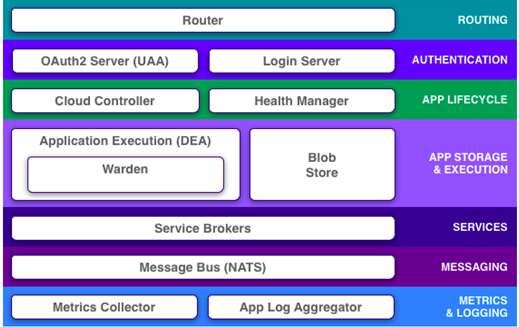 Router
ROUTING
OAuth2 Server (UAA)
Login Server
AUTHENTICATION
Cloud Controller
Health Manager
APP LIFECYCLE
Application Execution (DEA)
Warden
Blob
Store
APP STORAGE
& EXECUTION
Service Brokers
SERVICES
Message Bus (NATS)
MESSAGING
Metrics Collector
App Log Aggregator
METRICS
& LOGGING